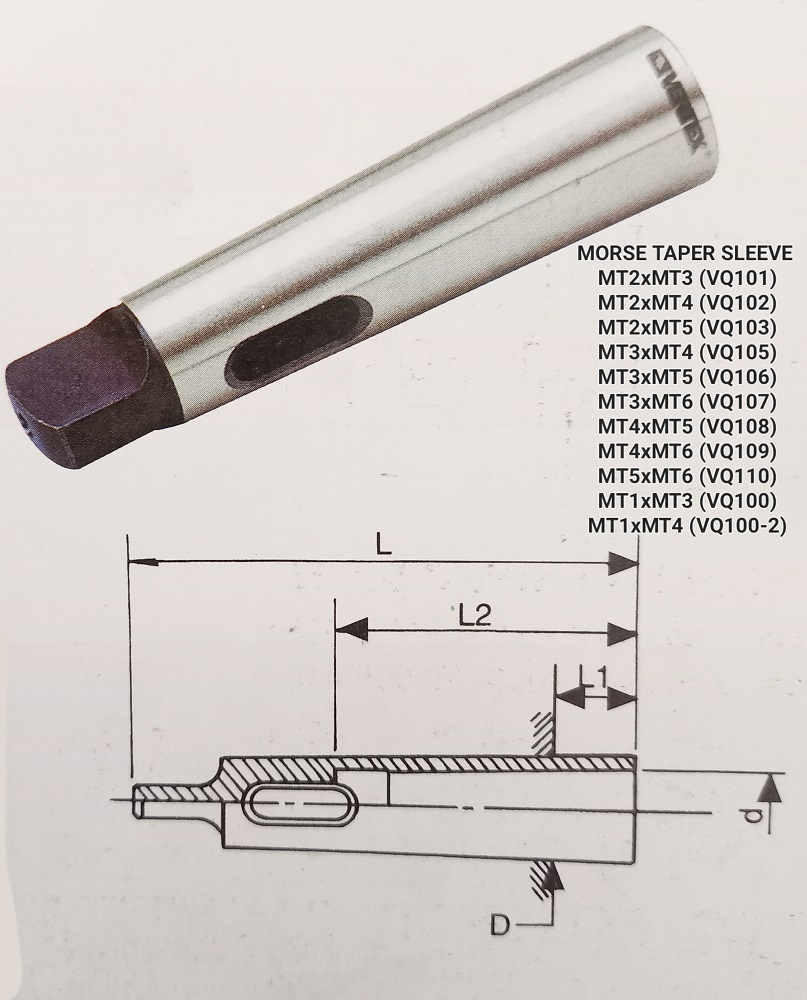 VERTEX
MORSE TAPER SLEEVE
MT2xMT3 (VQ101)
MT2xMT4 (VQ102)
MT2xMT5 (VQ103)
MT3xMT4 (VQ105)
MT3xMT5 (VQ106)
MT3xMT6 (VQ107)
MT4xMT5 (VQ108)
MT4xMT6 (VQ109)
MT5xMT6 (VQ110)
MT1xMT3 (VQ100)
MT1xMT4 (VQ100-2)
L
L2
L1
d
D